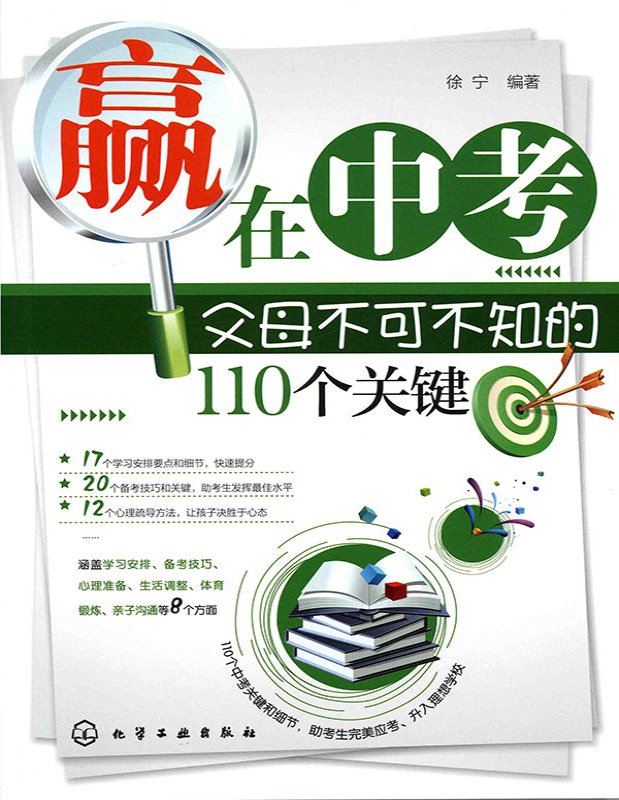 徐 宁 编著
赢
在中考
父母不可不知的
110个关键
★ 17个学习安排要点和细节，快速提分
★ 20个备考技巧和关键，助考生发挥最佳水平
★ 12个心理疏导方法，让孩子决胜于心态
……
涵盖学习安排、备考技巧、
心理准备、生活调整、体育
锻炼、亲子沟通等8个方面
110个中考关键和细节，助考生完美应考、升入理想学校
化学工业出版社